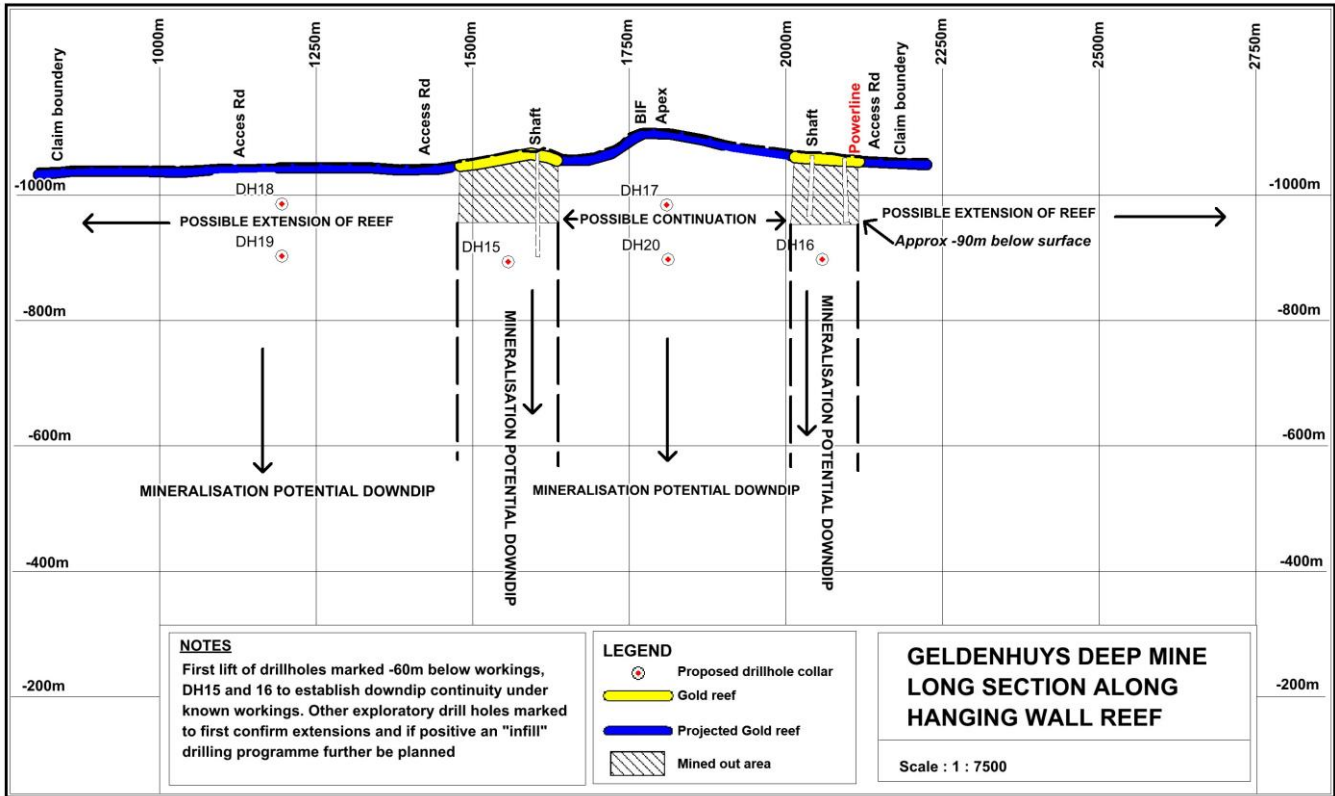 1000m
1250m
1500m
1750m
2000m
2250m
2500m
2750m
Claim boundery
Acces Rd
Access Rd
Shaft
BIF
Apex
Shaft
Powerline
Access Rd
Claim boundery
-1000m
-1000m
DH18
DH17
POSSIBLE EXTENSION OF REEF
POSSIBLE CONTINUATION
POSSIBLE EXTENSION OF REEF
Approx -90m below surface
DH19
DH15
DH20
DH16
-800m
-800m
MINERALISATION POTENTIAL DOWNDIP
MINERALISATION POTENTIAL DOWNDIP
-600m
-600m
MINERALISATION POTENTIAL DOWNDIP
MINERALISATION POTENTIAL DOWNDIP
-400m
-400m
-200m
-200m
NOTES
First lift of drillholes marked -60m below workings,
DH15 and 16 to establish downdip continuity under
known workings. Other exploratory drill holes marked
to first confirm extensions and if positive an "infill"
drilling programme further be planned
LEGEND
Proposed drillhole collar
Gold reef
Projected Gold reef
Mined out area
GELDENHUYS DEEP MINE
LONG SECTION ALONG
HANGING WALL REEF
Scale : 1 : 7500